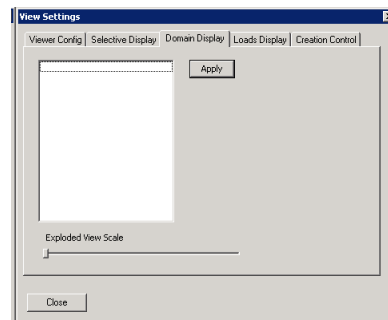 View Settings
Viewer Config Selective Display Domain Display Loads Display Creation Control
Apply
Exploded View Scale
Close